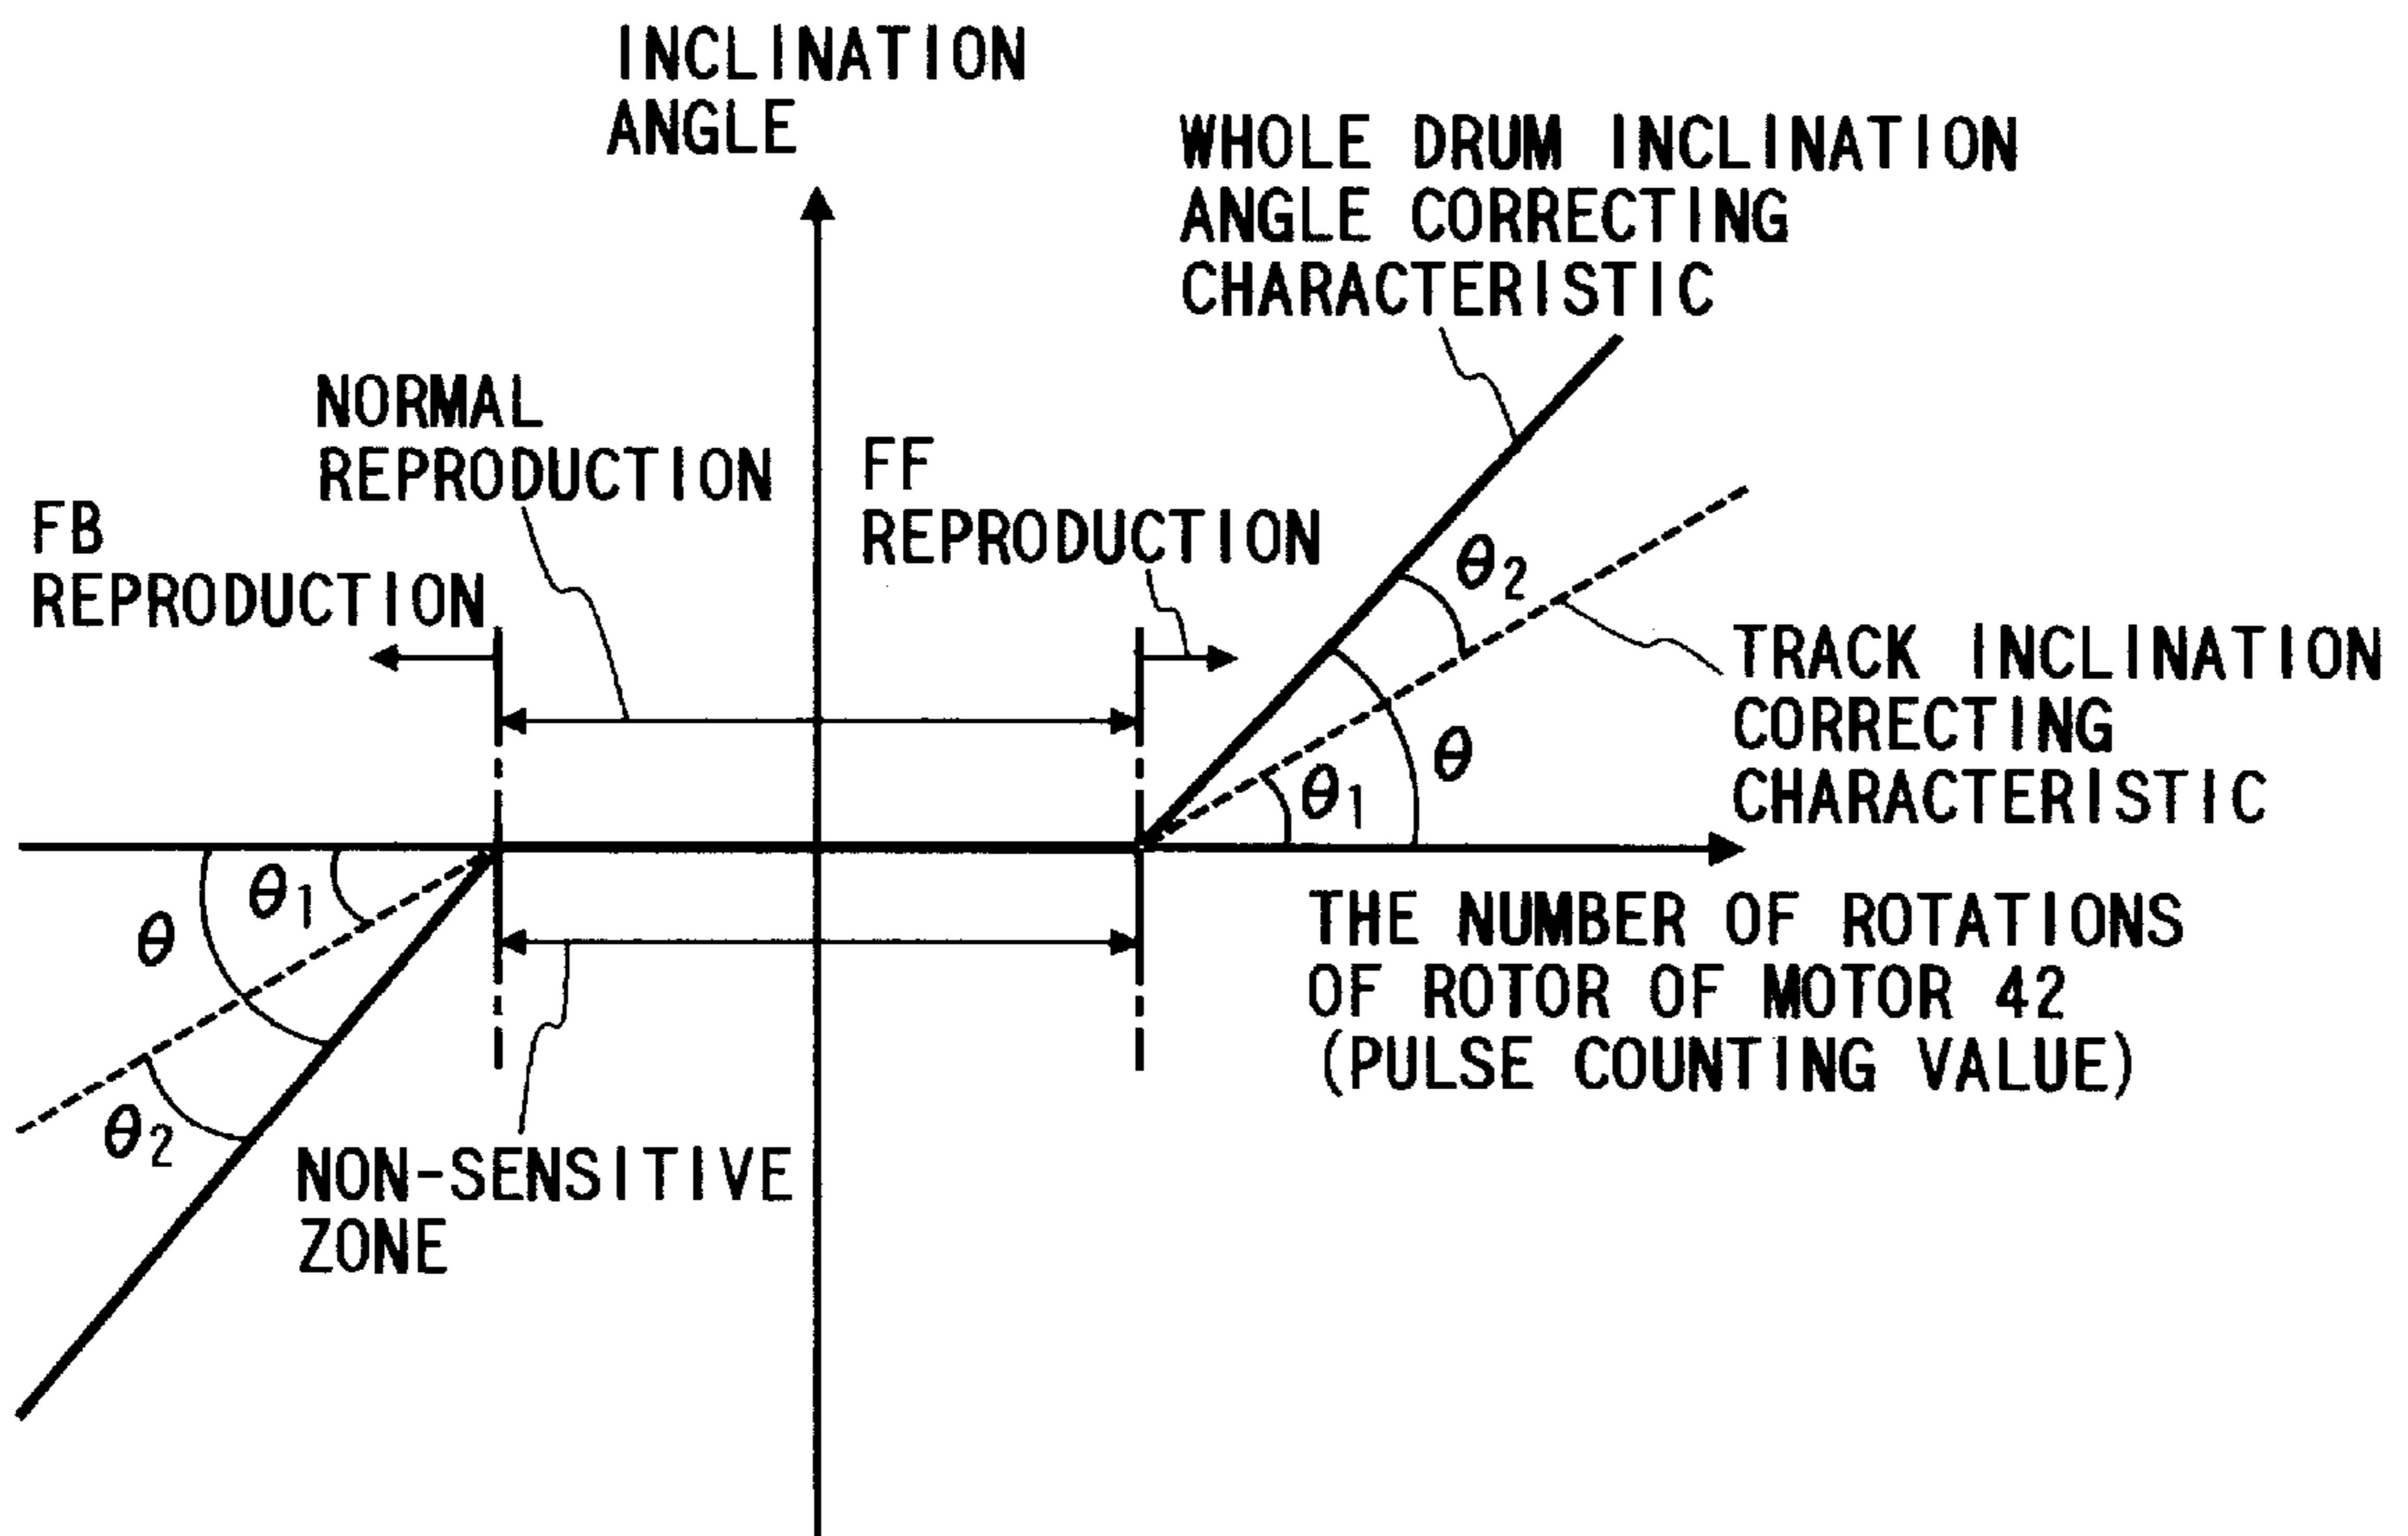 INCLINATION
ANGLE
WHOLE DRUM INCLINATION
ANGLE CORRECTING
CHARACTERISTIC
NORMAL
REPRODUCTION
FF
REPRODUCTION
FB
REPRODUCTION
θ2
TRACK INCLINATION
CORRECTING
CHARACTERISTIC
θ
θ1
θ1
θ
θ2
THE NUMBER OF ROTATIONS
OF ROTOR OF MOTOR 42
(PULSE COUNTING VALUE)
NON-SENSITIVE
ZONE